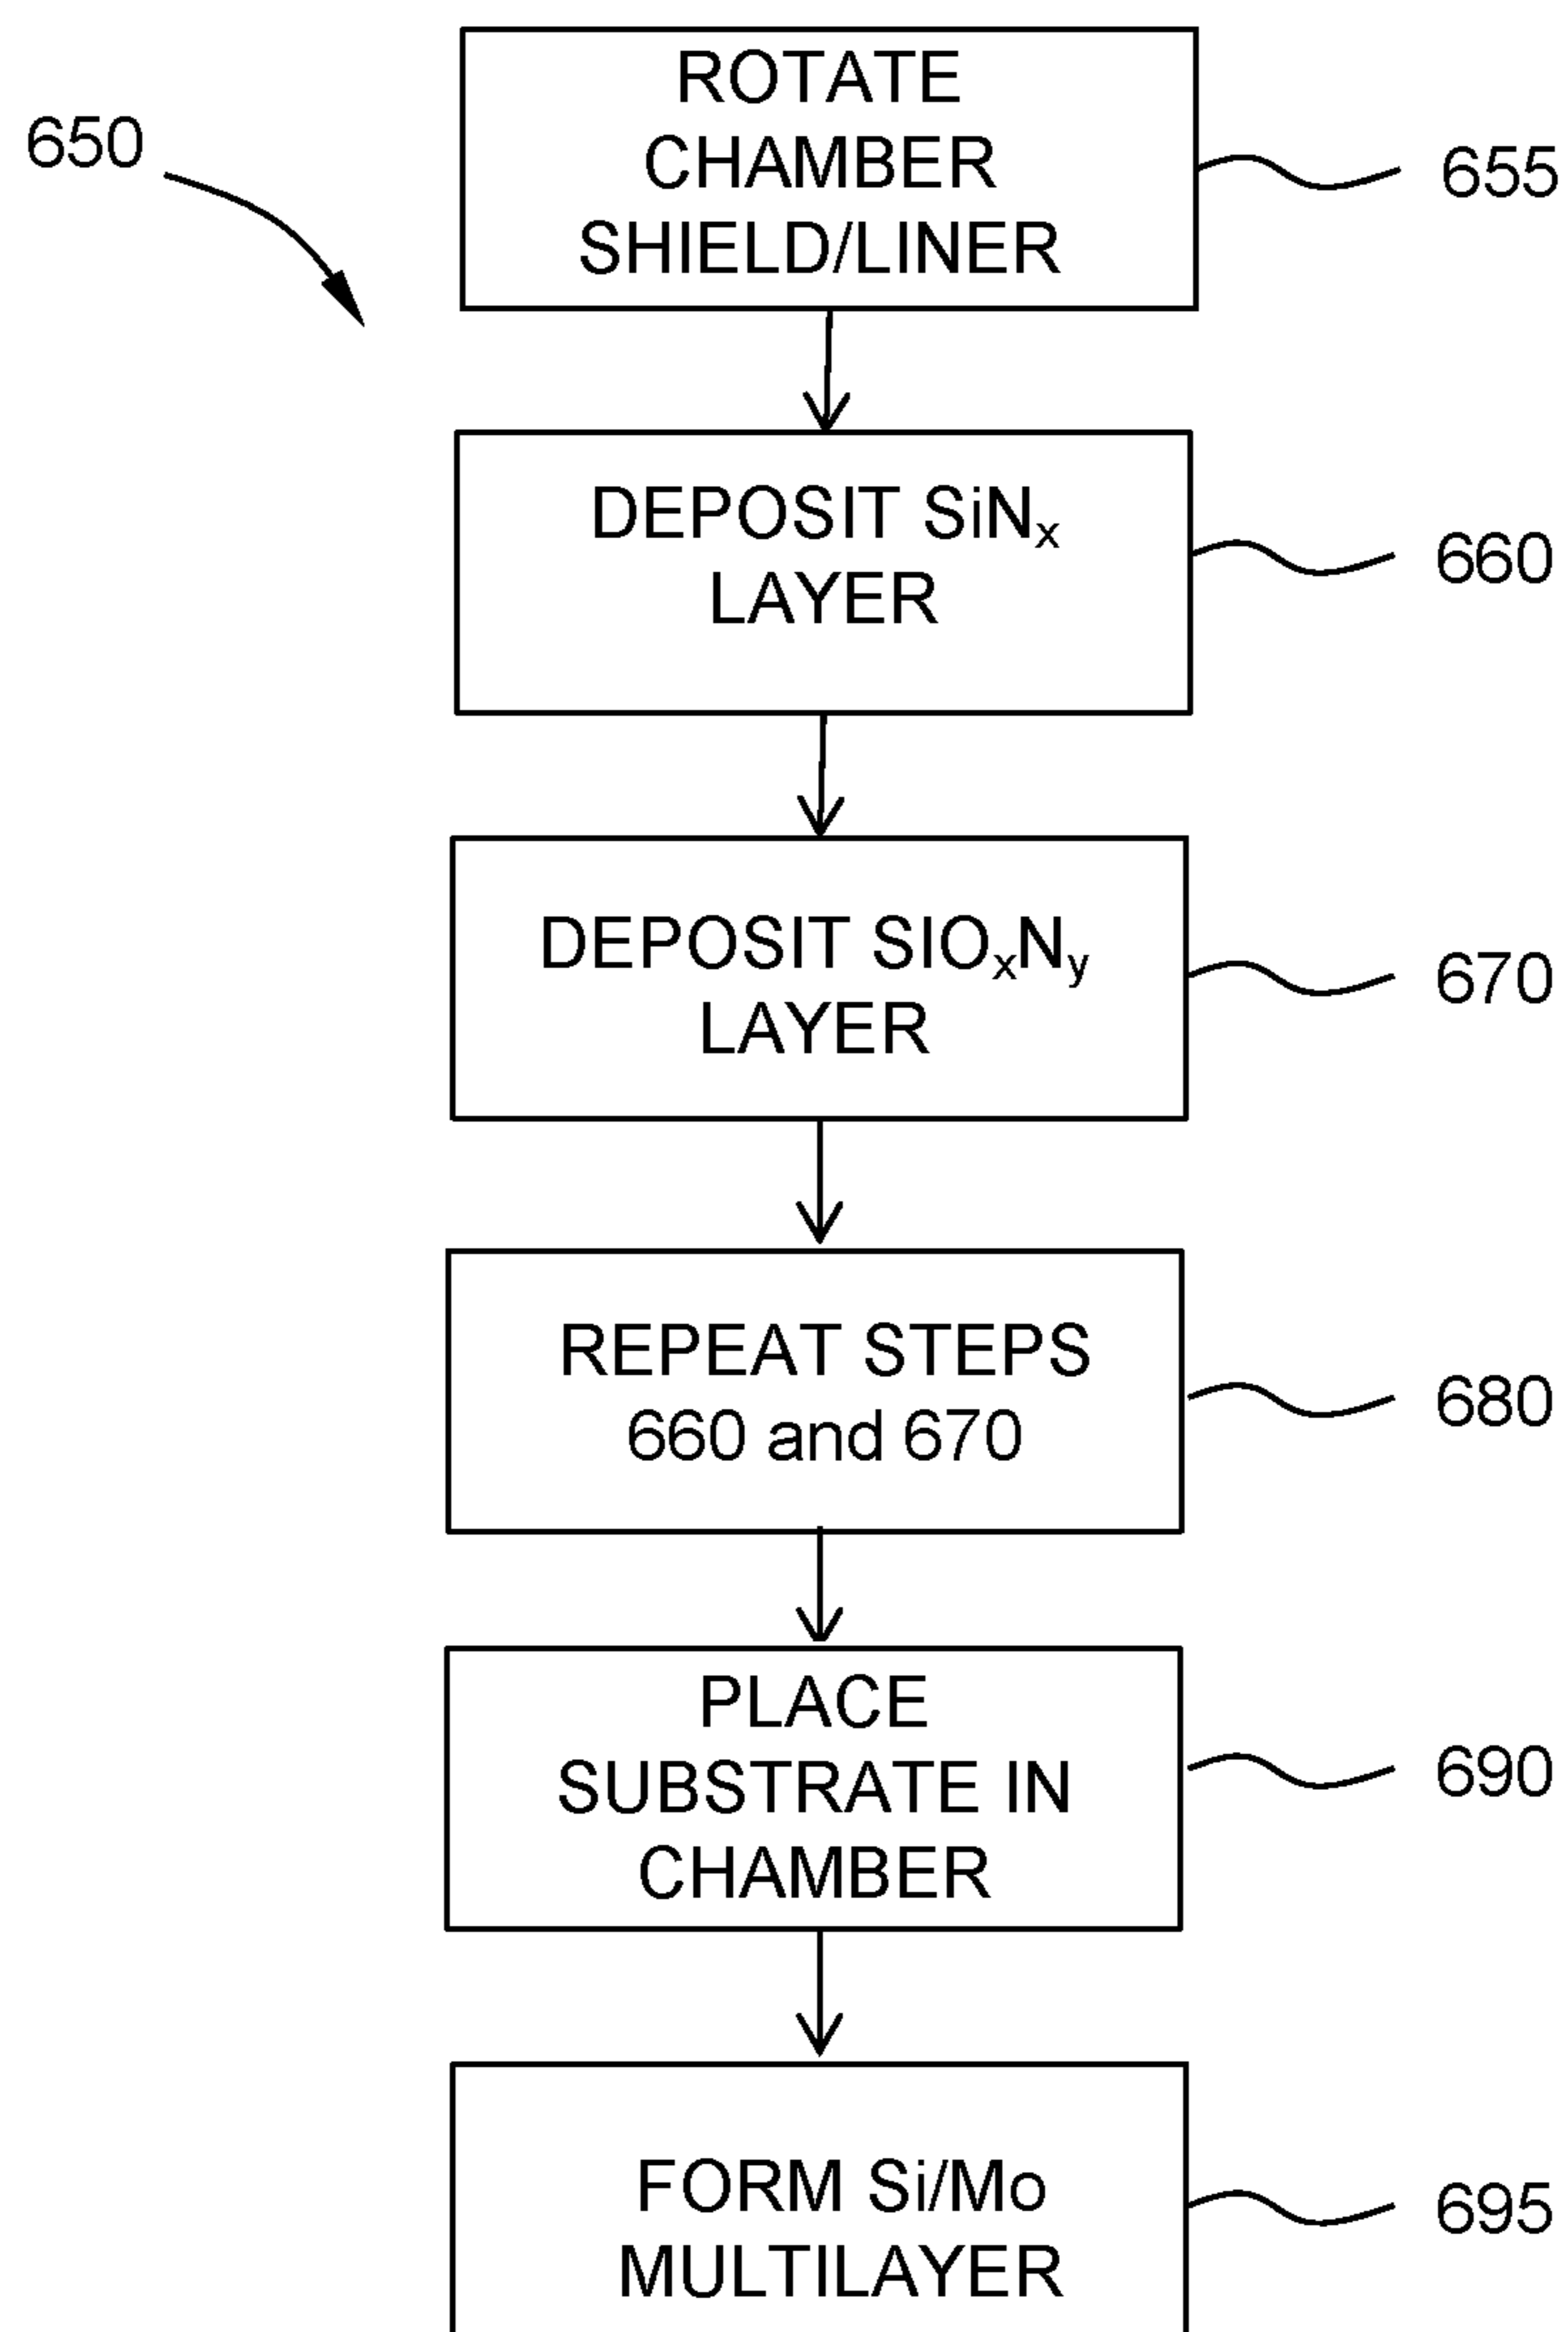 650
ROTATE
CHAMBER
SHIELD/LINER
655
DEPOSIT SiNₓ
LAYER
660
DEPOSIT SIOₓNᵧ
LAYER
670
REPEAT STEPS
660 and 670
680
PLACE
SUBSTRATE IN
CHAMBER
690
FORM Si/Mo
MULTILAYER
695